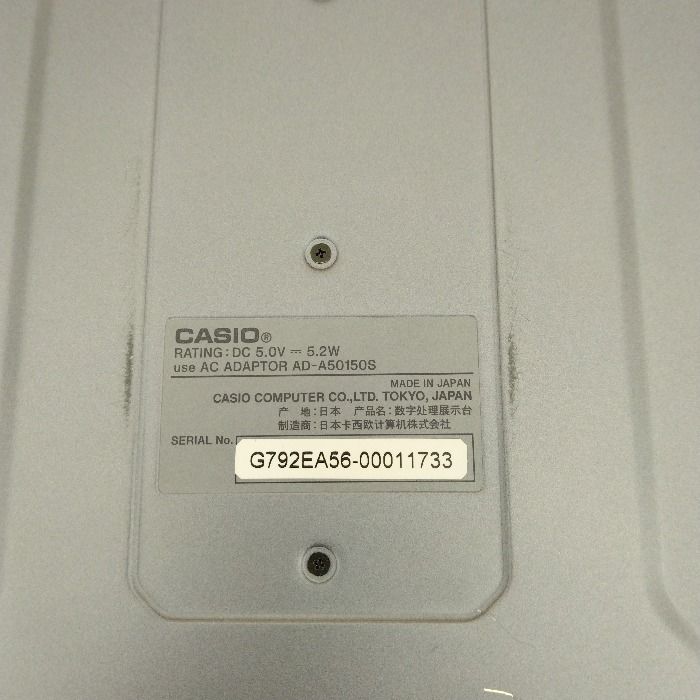 CASIO®
RATING: DC 5.0V ⎓ 5.2W
use AC ADAPTOR AD-A50150S
MADE IN JAPAN
CASIO COMPUTER CO.,LTD. TOKYO, JAPAN
产 地:日本 产品名:数字处理展示台
制造商:日本卡西欧计算机株式会社
SERIAL No.
G792EA56-00011733